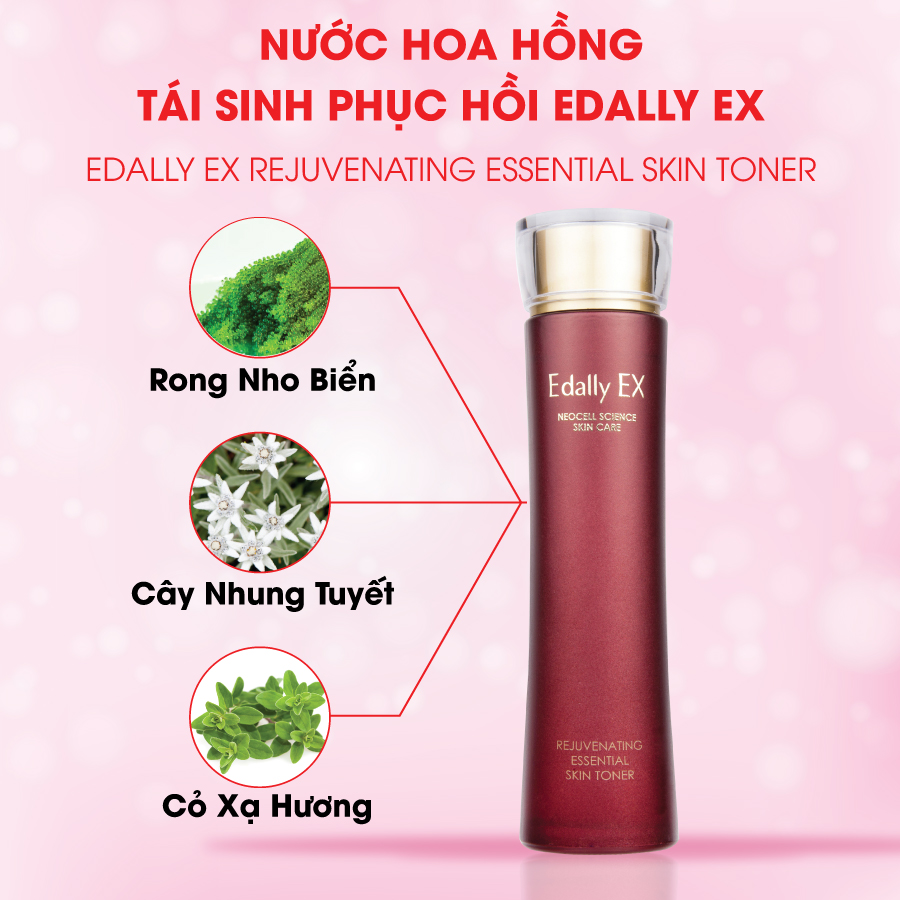 NƯỚC HOA HỒNG
TÁI SINH PHỤC HỒI EDALLY EX
EDALLY EX REJUVENATING ESSENTIAL SKIN TONER
Rong Nho Biển
Cây Nhung Tuyết
Cỏ Xạ Hương
Edally EX
NEOCELL SCIENCE
SKIN CARE
REJUVENATING
ESSENTIAL
SKIN TONER